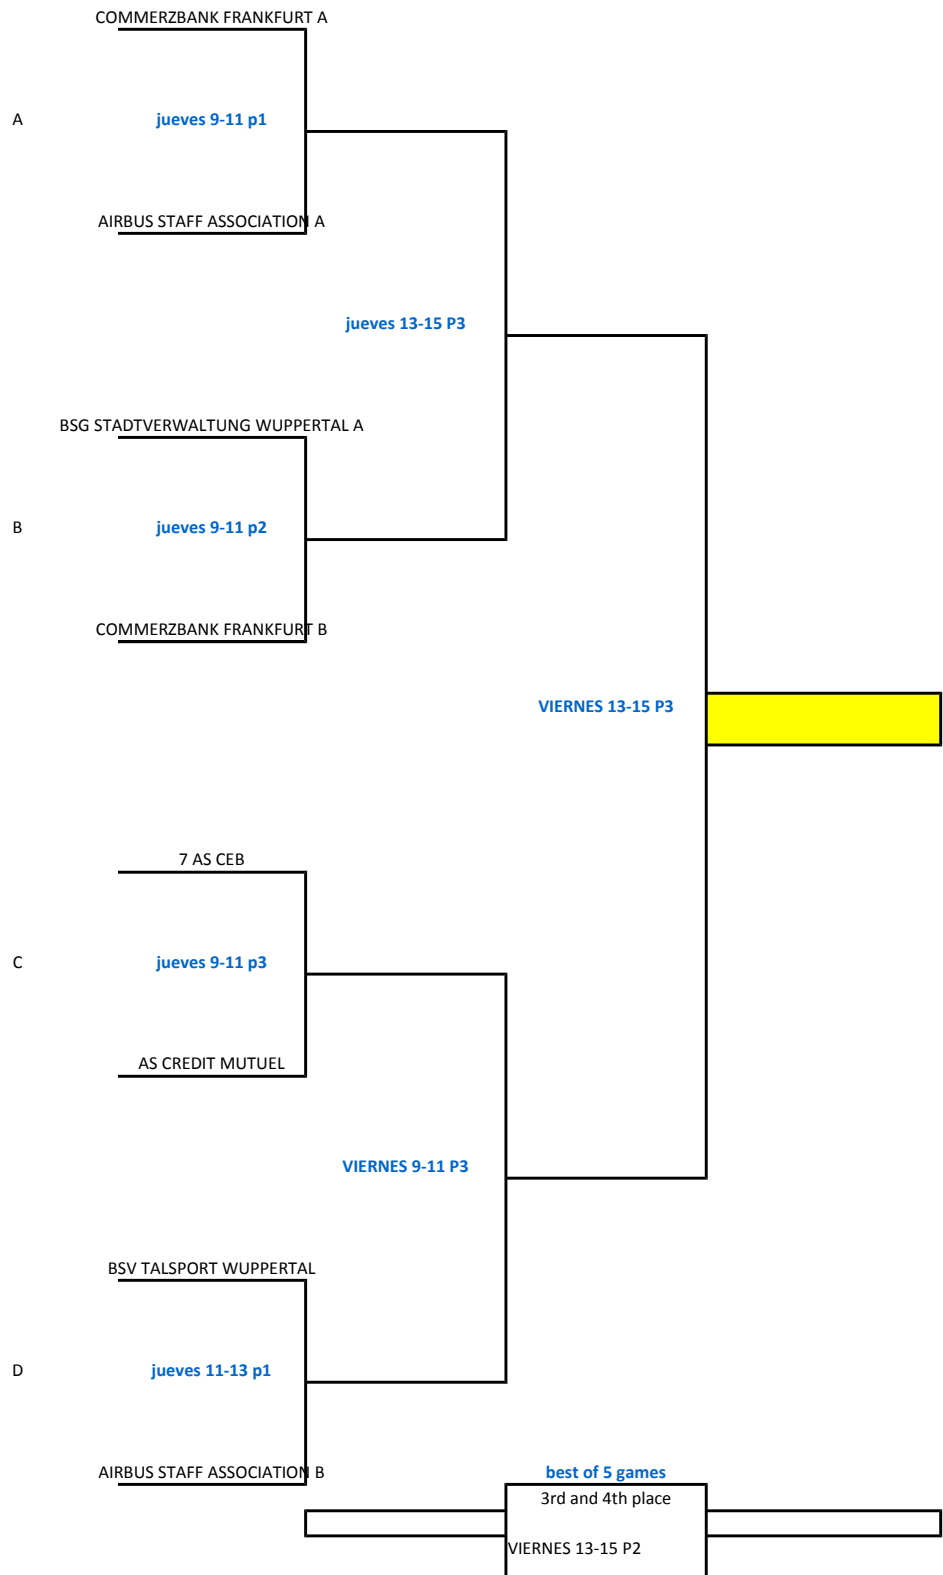 COMMERZBANK FRANKFURT A
A
jueves 9-11 p1
AIRBUS STAFF ASSOCIATION A
jueves 13-15 P3
BSG STADTVERWALTUNG WUPPERTAL A
B
jueves 9-11 p2
COMMERZBANK FRANKFURT B
VIERNES 13-15 P3
7 AS CEB
C
jueves 9-11 p3
AS CREDIT MUTUEL
VIERNES 9-11 P3
BSV TALSPORT WUPPERTAL
D
jueves 11-13 p1
AIRBUS STAFF ASSOCIATION B
best of 5 games
3rd and 4th place
VIERNES 13-15 P2